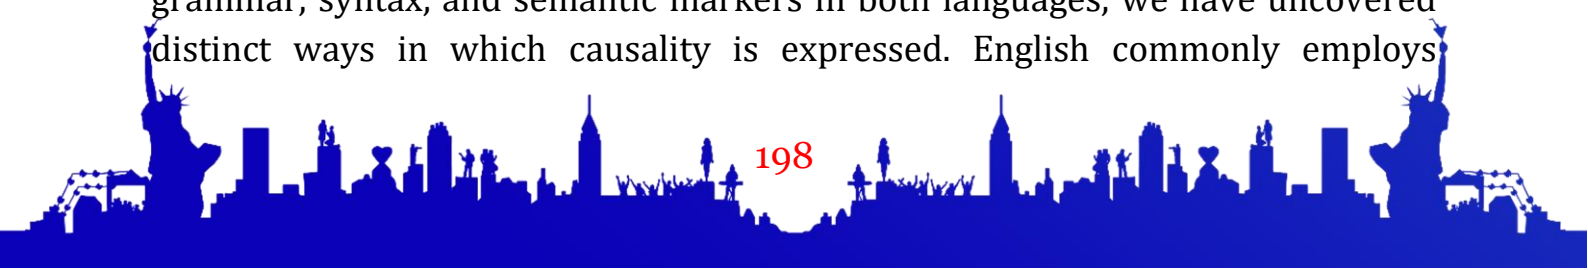 grammar, syntax, and semantic markers in both languages, we have uncovered
distinct ways in which causality is expressed. English commonly employs
198